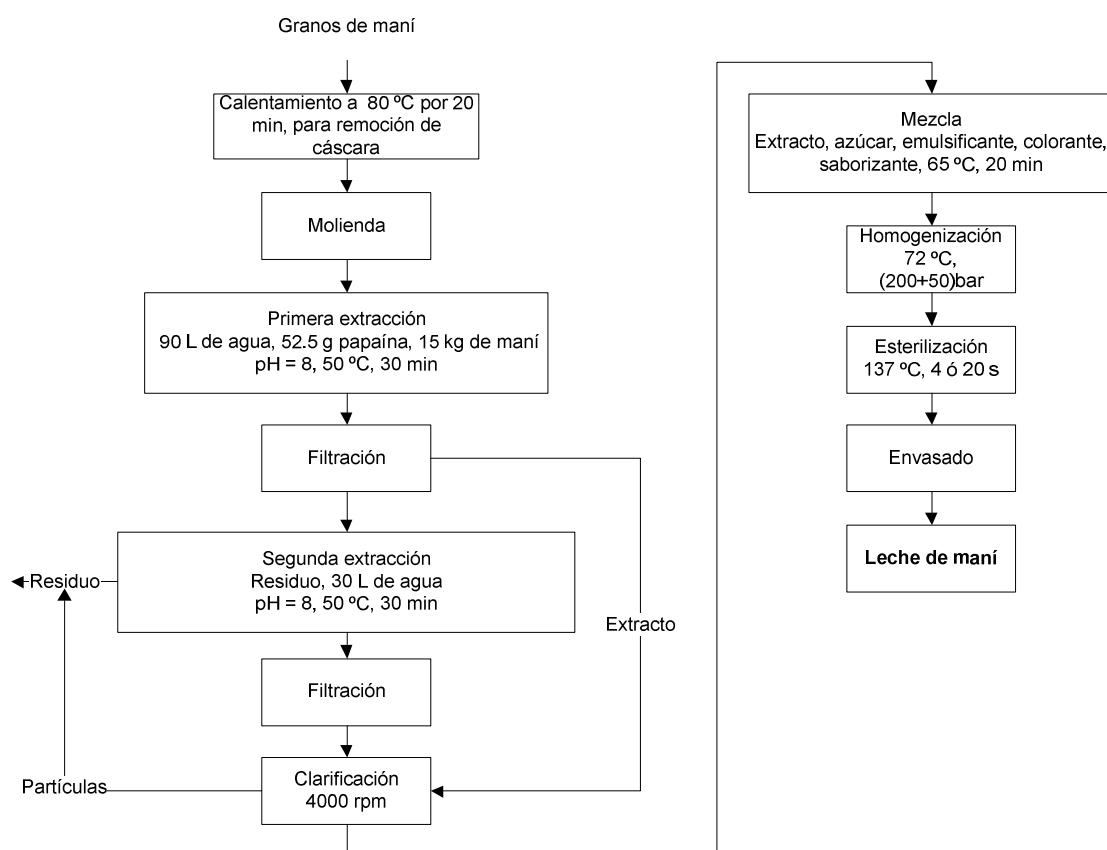 Granos de maní
Calentamiento a 80 ºC por 20
min, para remoción de
cáscara
Molienda
Primera extracción
90 L de agua, 52.5 g papaína, 15 kg de maní
pH = 8, 50 ºC, 30 min
Filtración
Segunda extracción
Residuo, 30 L de agua
pH = 8, 50 ºC, 30 min
Residuo
Extracto
Filtración
Clarificación
4000 rpm
Partículas
Mezcla
Extracto, azúcar, emulsificante, colorante,
saborizante, 65 ºC, 20 min
Homogenización
72 ºC,
(200+50)bar
Esterilización
137 ºC, 4 ó 20 s
Envasado
Leche de maní